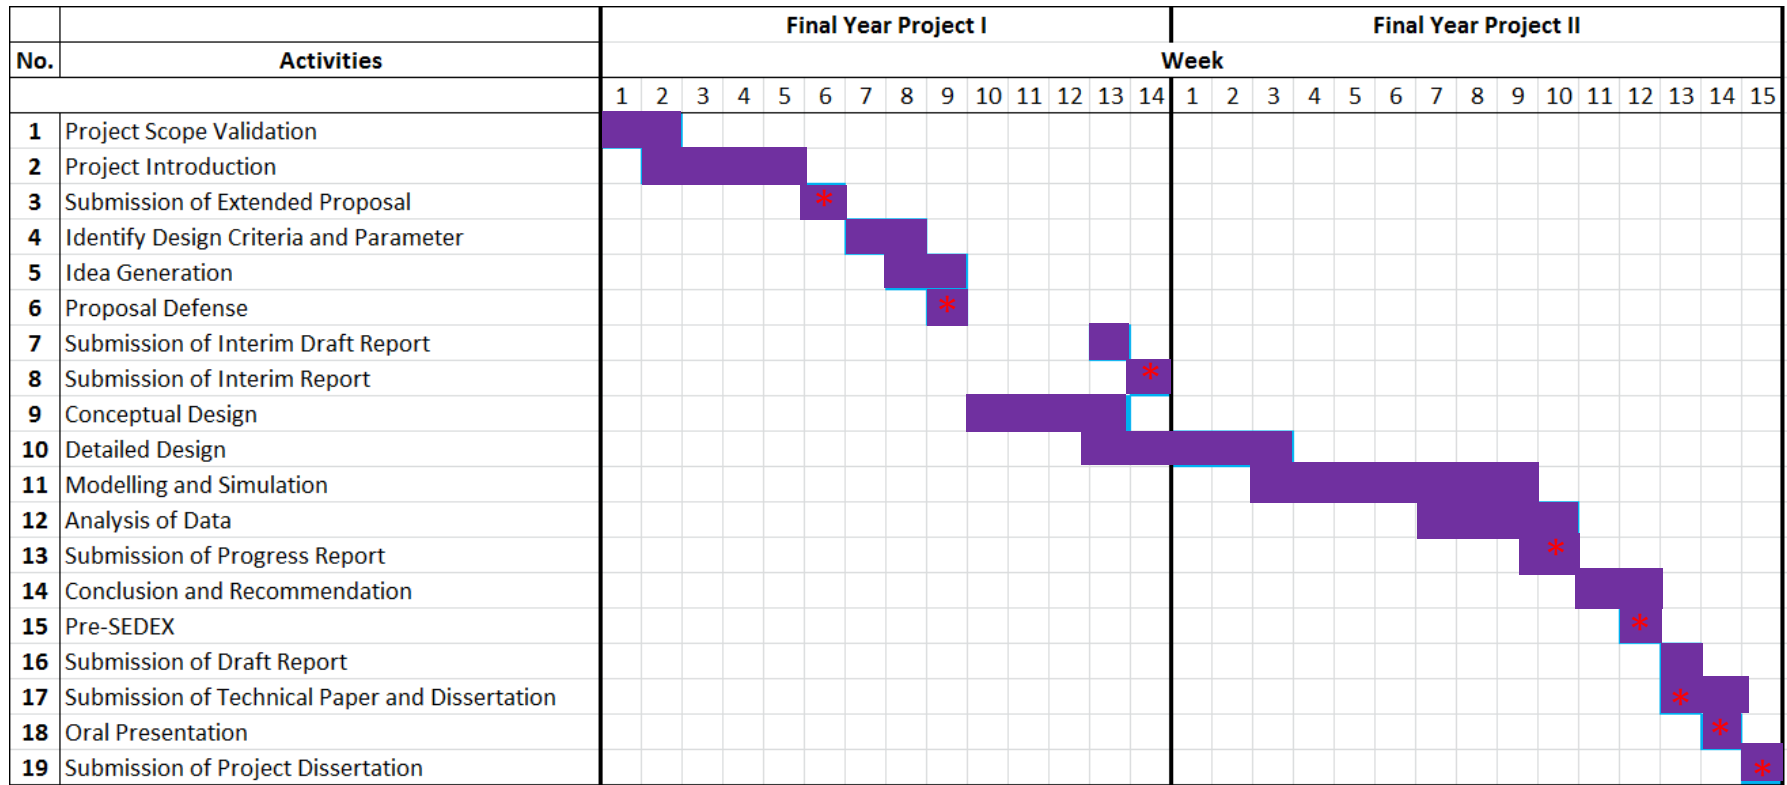 Final Year Project I Final Year Project II
No. Activities Week
1 2 3 4 5 6 7 8 9 10 11 12 13 14 1 2 3 4 5 6 7 8 9 10 11 12 13 14 15
1 Project Scope Validation
2 Project Introduction
3 Submission of Extended Proposal *
4 Identify Design Criteria and Parameter
5 Idea Generation
6 Proposal Defense *
7 Submission of Interim Draft Report
8 Submission of Interim Report *
9 Conceptual Design
10 Detailed Design
11 Modelling and Simulation
12 Analysis of Data
13 Submission of Progress Report *
14 Conclusion and Recommendation
15 Pre-SEDEX *
16 Submission of Draft Report
17 Submission of Technical Paper and Dissertation *
18 Oral Presentation *
19 Submission of Project Dissertation *